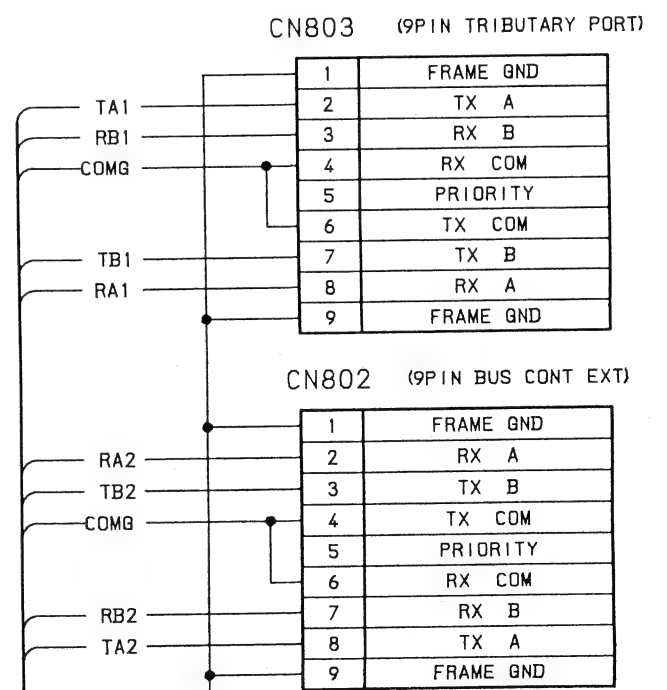 CN803 (9PIN TRIBUTARY PORT)
1 FRAME GND
TA1 2 TX A
RB1 3 RX B
COMG 4 RX COM
5 PRIORITY
6 TX COM
TB1 7 TX B
RA1 8 RX A
9 FRAME GND
CN802 (9PIN BUS CONT EXT)
1 FRAME GND
RA2 2 RX A
TB2 3 TX B
COMG 4 TX COM
5 PRIORITY
6 RX COM
RB2 7 RX B
TA2 8 TX A
9 FRAME GND